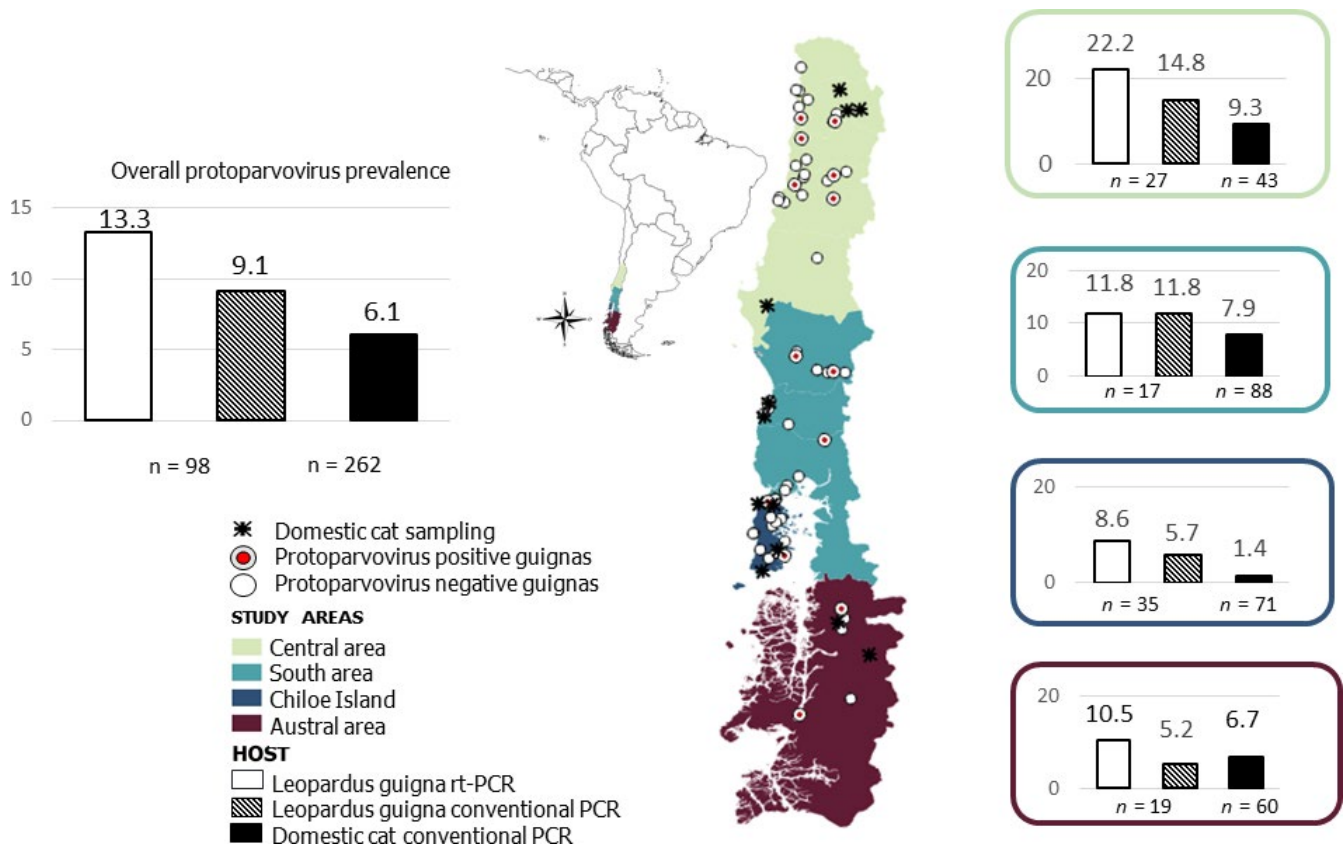 Overall protoparvovirus prevalence
15
10
5
0
13.3
9.1
6.1
n = 98
n = 262
Domestic cat sampling
Protoparvovirus positive guignas
Protoparvovirus negative guignas
STUDY AREAS
Central area
South area
Chiloe Island
Austral area
HOST
Leopardus guigna rt-PCR
Leopardus guigna conventional PCR
Domestic cat conventional PCR
20
0
22.2
14.8
9.3
n = 27
n = 43
20
10
0
11.8
11.8
7.9
n = 17
n = 88
20
0
8.6
5.7
1.4
n = 35
n = 71
20
0
10.5
5.2
6.7
n = 19
n = 60